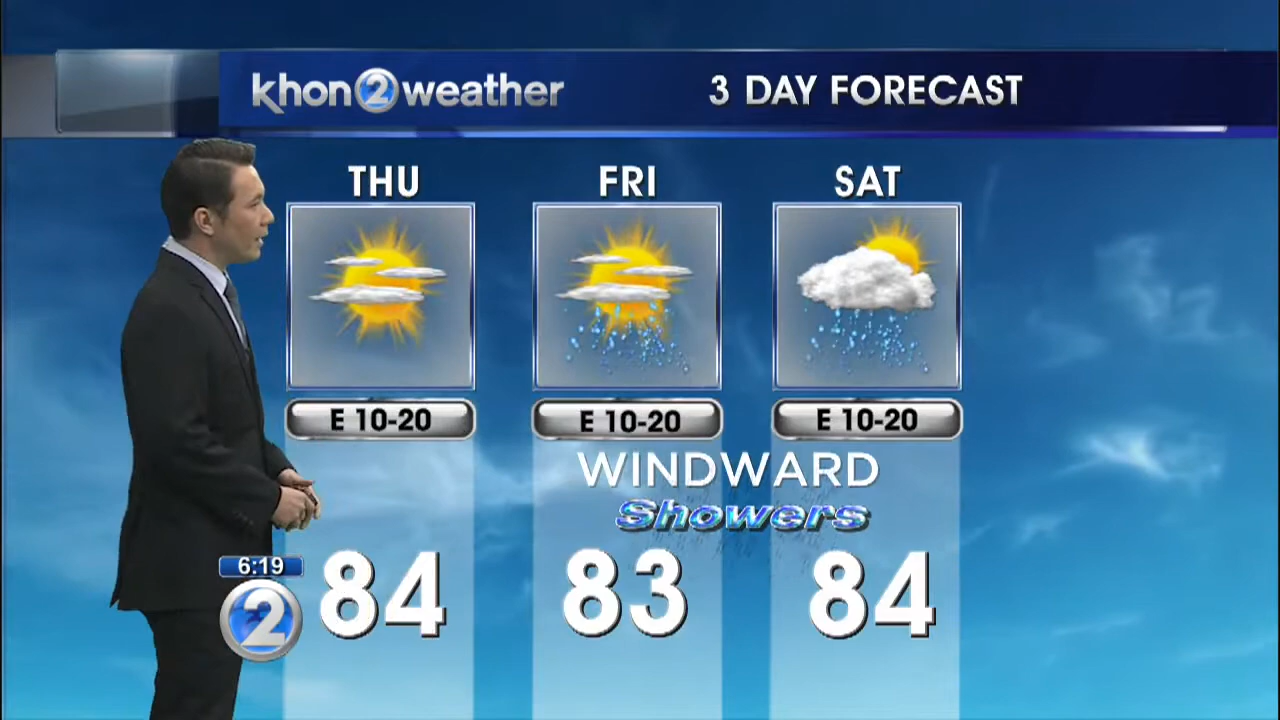 khon2weather
3 DAY FORECAST
THU FRI SAT
E 10-20 E 10-20 E 10-20
WINDWARD
Showers
6:19
2
84 83 84